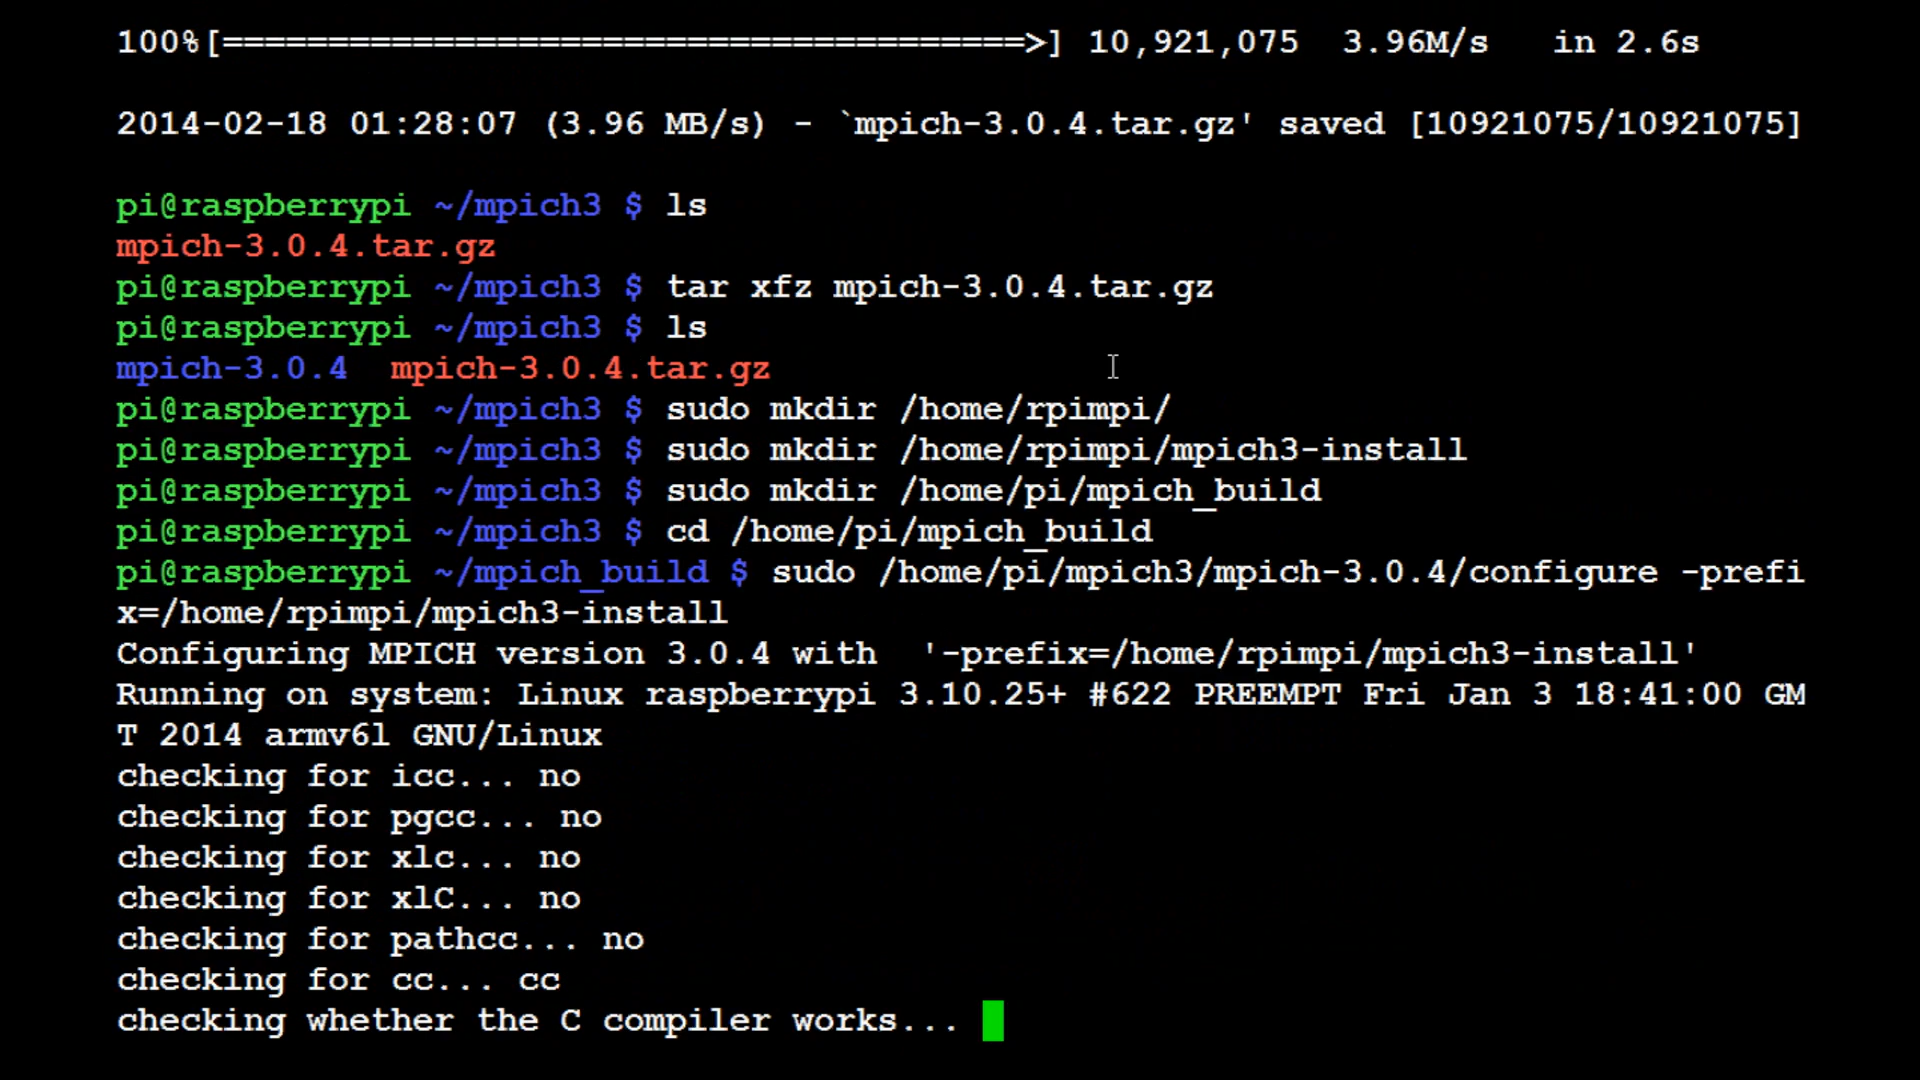 100%[======================================>] 10,921,075  3.96M/s   in 2.6s
2014-02-18 01:28:07 (3.96 MB/s) - `mpich-3.0.4.tar.gz' saved [10921075/10921075]
pi@raspberrypi ~/mpich3 $ ls
mpich-3.0.4.tar.gz
pi@raspberrypi ~/mpich3 $ tar xfz mpich-3.0.4.tar.gz
pi@raspberrypi ~/mpich3 $ ls
mpich-3.0.4  mpich-3.0.4.tar.gz
pi@raspberrypi ~/mpich3 $ sudo mkdir /home/rpimpi/
pi@raspberrypi ~/mpich3 $ sudo mkdir /home/rpimpi/mpich3-install
pi@raspberrypi ~/mpich3 $ sudo mkdir /home/pi/mpich_build
pi@raspberrypi ~/mpich3 $ cd /home/pi/mpich_build
pi@raspberrypi ~/mpich_build $ sudo /home/pi/mpich3/mpich-3.0.4/configure -prefi
x=/home/rpimpi/mpich3-install
Configuring MPICH version 3.0.4 with  '-prefix=/home/rpimpi/mpich3-install'
Running on system: Linux raspberrypi 3.10.25+ #622 PREEMPT Fri Jan 3 18:41:00 GM
T 2014 armv6l GNU/Linux
checking for icc... no
checking for pgcc... no
checking for xlc... no
checking for xlC... no
checking for pathcc... no
checking for cc... cc
checking whether the C compiler works...